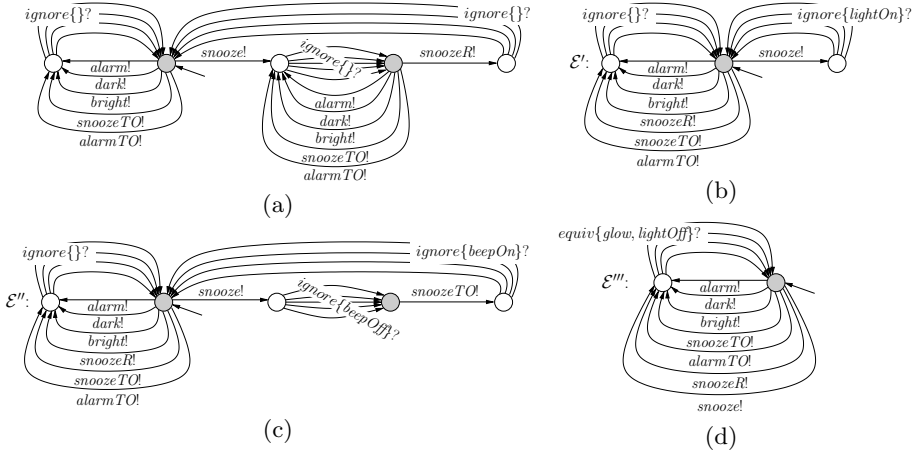 ignore{}?
snooze!
alarm!
dark!
bright!
snoozeTO!
alarmTO!
ignore{}?
alarm!
dark!
bright!
snoozeTO!
alarmTO!
snoozeR!
ignore{}?
(a)
ℰ′:
ignore{}?
snooze!
alarm!
dark!
bright!
snoozeR!
snoozeTO!
alarmTO!
ignore{lightOn}?
(b)
ℰ″:
ignore{}?
snooze!
alarm!
dark!
bright!
snoozeR!
snoozeTO!
alarmTO!
ignore{beepOff}?
snoozeTO!
ignore{beepOn}?
(c)
ℰ‴:
equiv{glow, lightOff}?
alarm!
dark!
bright!
snoozeTO!
alarmTO!
snoozeR!
snooze!
(d)